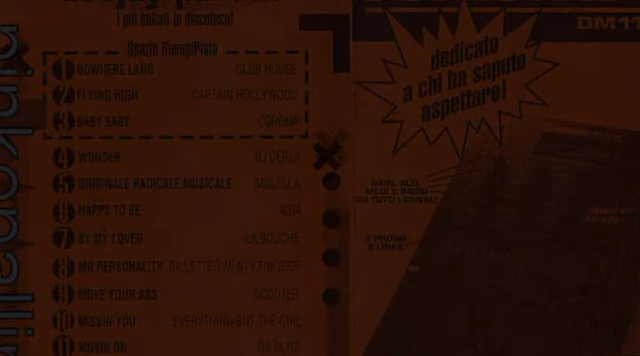 I più ballati in discoteca!
Spazio RiempiPista
1 NOWHERE LAND CLUB HOUSE
2 FLYING HIGH CAPTAIN HOLLYWOOD
3 BABY BABY CORONA
4 WONDER DJ CERLA
5 ORIGINALE RADICALE MUSICALE MOLELLA
6 HAPPY TO BE ASIA
7 BY MY LOVER LA BOUCHE
8 MR PERSONALITY GILLETTE/TWENTY FINGERS
9 MOVE YOUR ASS SCOOTER
10 MISSIN YOU EVERYTHING BUT THE GIRL
11 MOVIN ON DA BLITZ
DM11
dedicato
a chi ha saputo
aspettare!
ALTI,
MEDI E BASSI
SU TUTTI I CANALI
2 PHONO
2 LINEE